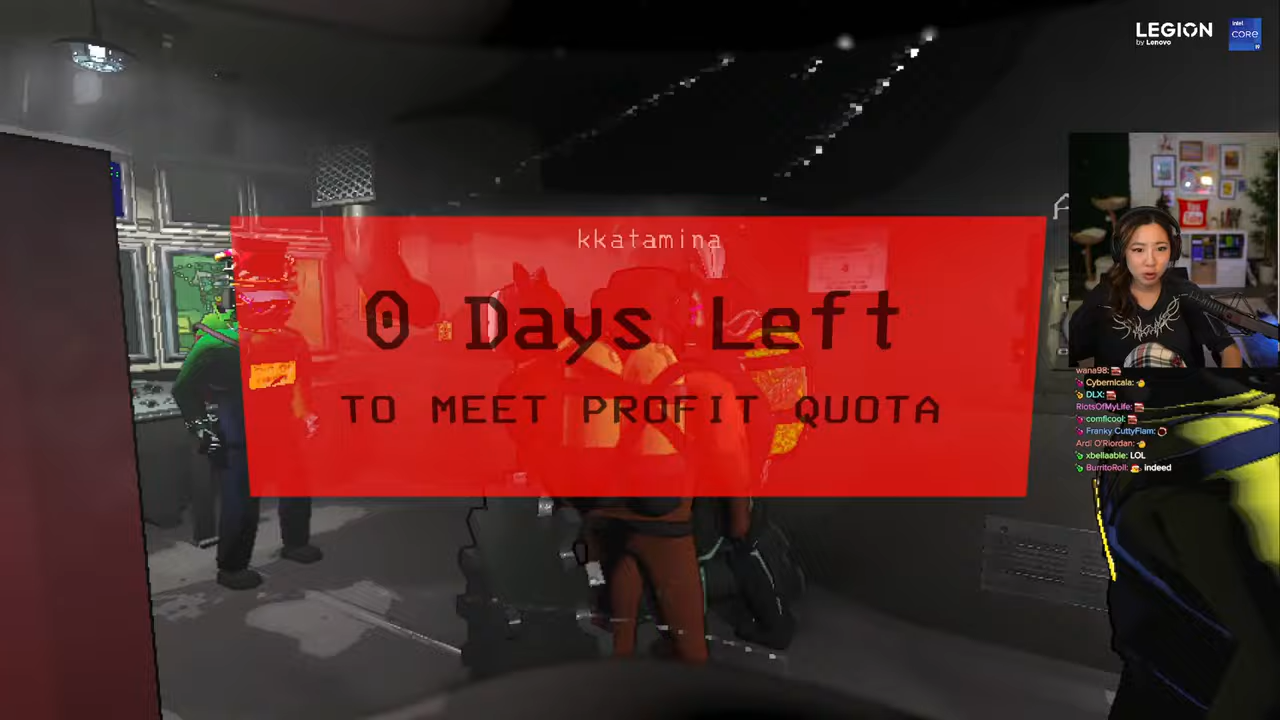 LEGION
by Lenovo
intel
CORE
i9
kkatamina
0 Days Left
TO MEET PROFIT QUOTA
wana98:
Cybernicala:
DLX:
RiotsOfMyLife:
comficool:
Franky CuttyFlam:
Ardi O'Riordan:
xbellaable: LOL
BurritoRoll: indeed